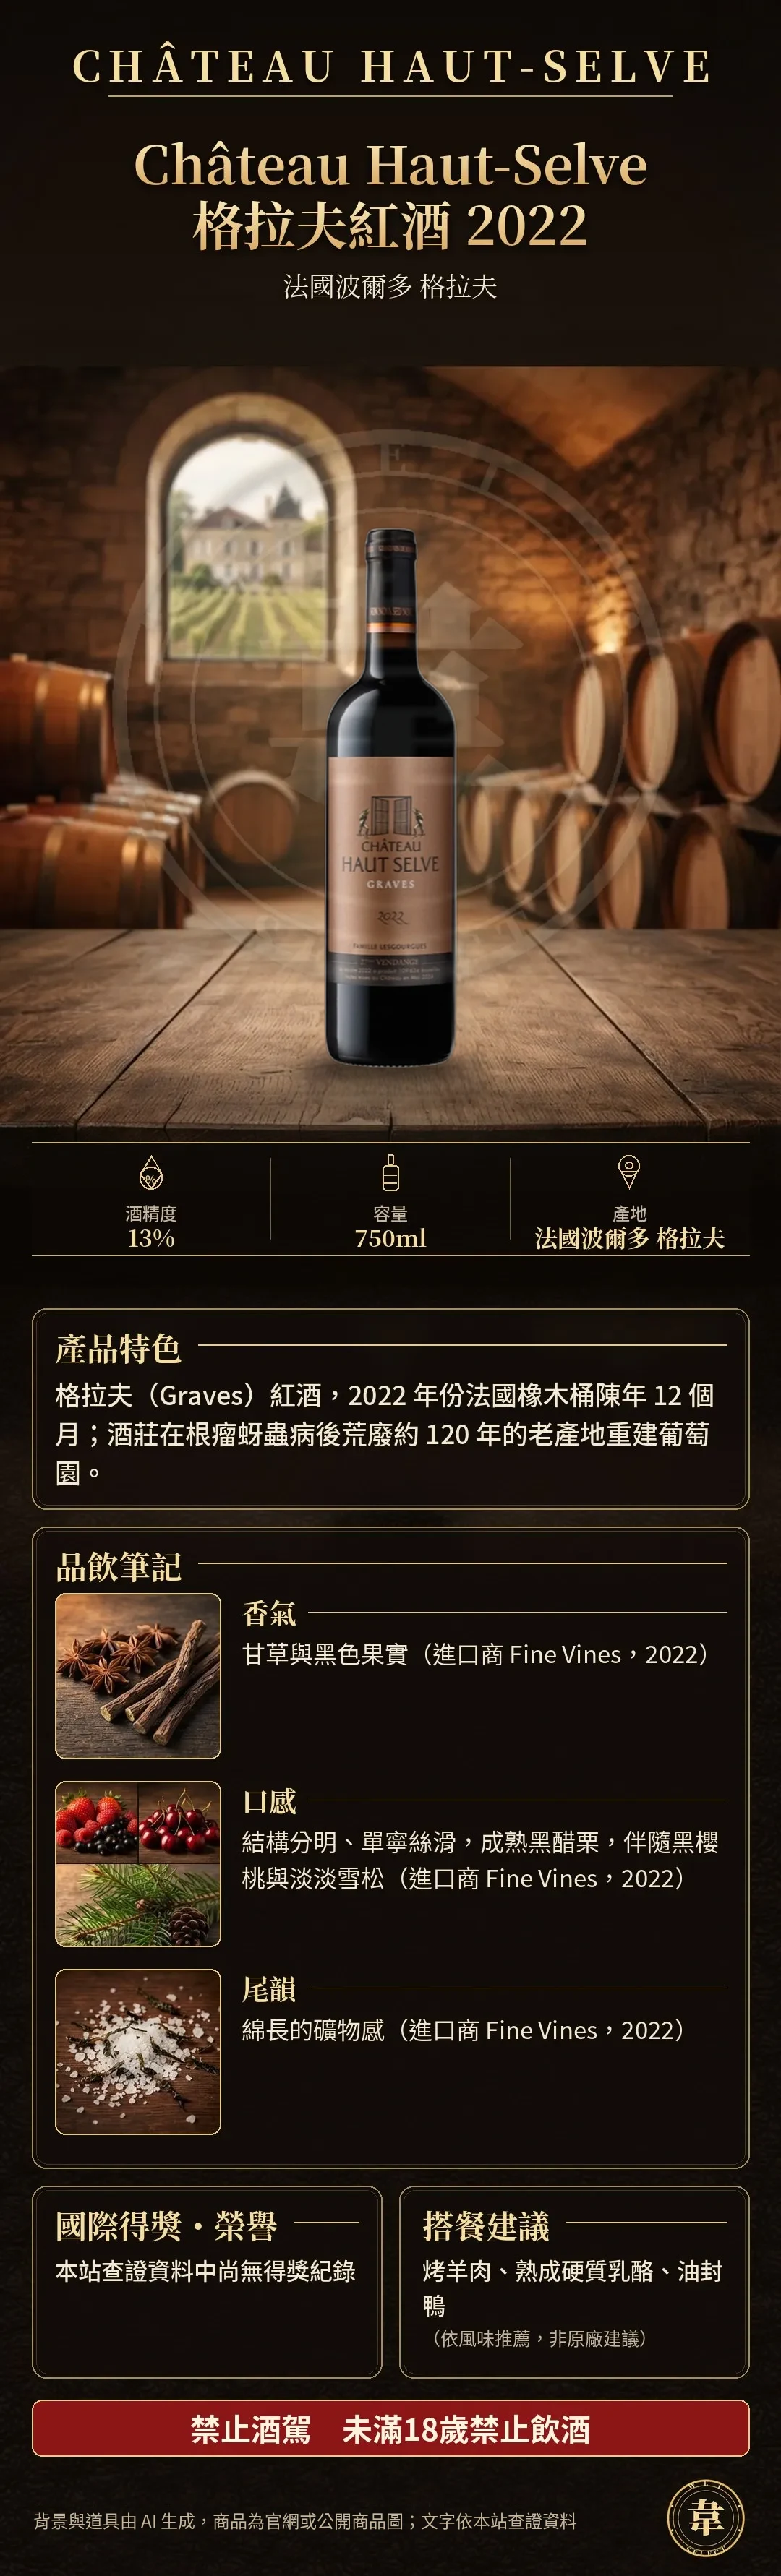 CHÂTEAU HAUT-SELVE
Château Haut-Selve
格拉夫紅酒 2022
法國波爾多 格拉夫
CHÂTEAU
HAUT SELVE
GRAVES
2022
FAMILLE LESGOURGUES
VENDANGE
酒精度
13%
容量
750ml
產地
法國波爾多 格拉夫
產品特色
格拉夫（Graves）紅酒，2022 年份法國橡木桶陳年 12 個
月；酒莊在根瘤蚜蟲病後荒廢約 120 年的老產地重建葡萄
園。
品飲筆記
香氣
甘草與黑色果實（進口商 Fine Vines，2022）
口感
結構分明、單寧絲滑，成熟黑醋栗，伴隨黑櫻
桃與淡淡雪松（進口商 Fine Vines，2022）
尾韻
綿長的礦物感（進口商 Fine Vines，2022）
國際得獎・榮譽
本站查證資料中尚無得獎紀錄
搭餐建議
烤羊肉、熟成硬質乳酪、油封
鴨
（依風味推薦，非原廠建議）
禁止酒駕　未滿18歲禁止飲酒
背景與道具由 AI 生成，商品為官網或公開商品圖；文字依本站查證資料
WEI
韋
SELECT